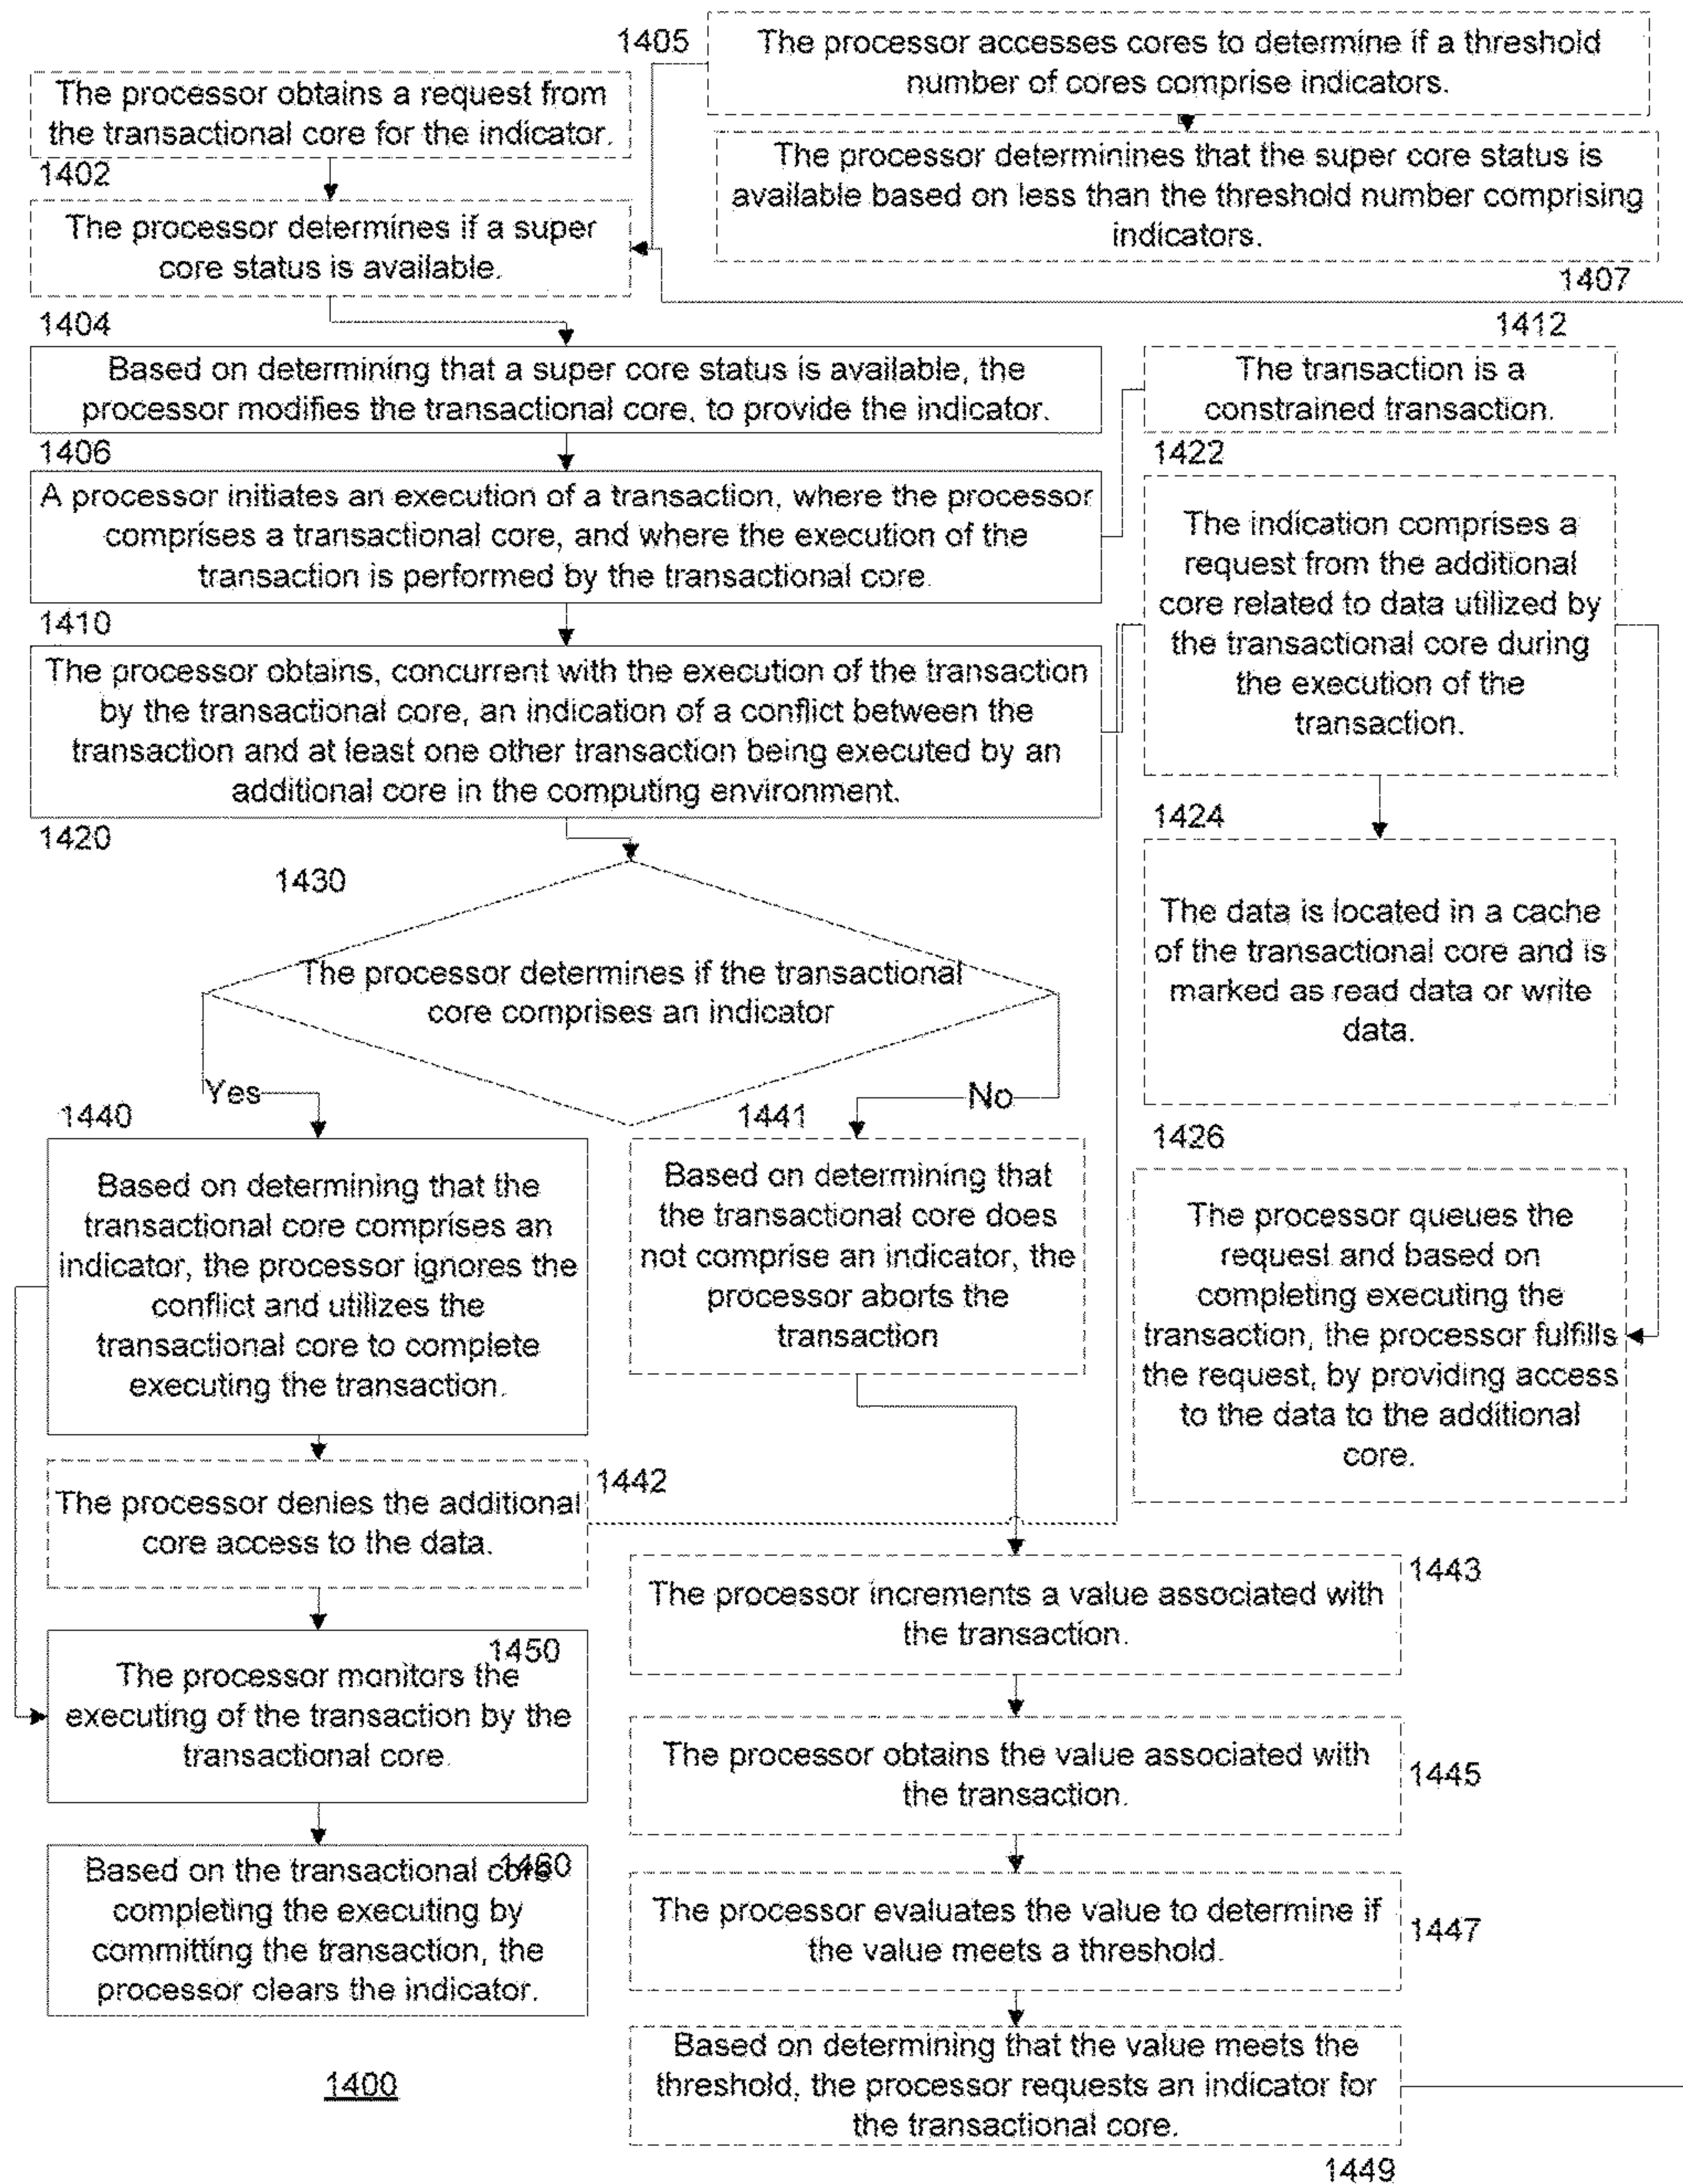 1405
The processor accesses cores to determine if a threshold
number of cores comprise indicators.
The processor obtains a request from
the transactional core for the indicator.
1402
The processor determinines that the super core status is
available based on less than the threshold number comprising
indicators.
1407
The processor determines if a super
core status is available.
1404
1412
Based on determining that a super core status is available, the
processor modifies the transactional core, to provide the indicator.
1406
The transaction is a
constrained transaction.
1422
A processor initiates an execution of a transaction, where the processor
comprises a transactional core, and where the execution of the
transaction is performed by the transactional core.
1410
The indication comprises a
request from the additional
core related to data utilized by
the transactional core during
the execution of the
transaction.
1424
The processor obtains, concurrent with the execution of the transaction
by the transactional core, an indication of a conflict between the
transaction and at least one other transaction being executed by an
additional core in the computing environment.
1420
1430
The data is located in a cache
of the transactional core and is
marked as read data or write
data.
1426
The processor determines if the transactional
core comprises an indicator
Yes
No
1440
1441
Based on determining that the
transactional core comprises an
indicator, the processor ignores the
conflict and utilizes the
transactional core to complete
executing the transaction.
Based on determining that
the transactional core does
not comprise an indicator, the
processor aborts the
transaction
The processor queues the
request and based on
completing executing the
transaction, the processor fulfills
the request, by providing access
to the data to the additional
core.
1442
The processor denies the additional
core access to the data.
1443
The processor increments a value associated with
the transaction.
1450
The processor monitors the
executing of the transaction by the
transactional core.
The processor obtains the value associated with
the transaction.
1445
1460
Based on the transactional core
completing the executing by
committing the transaction, the
processor clears the indicator.
The processor evaluates the value to determine if
the value meets a threshold.
1447
Based on determining that the value meets the
threshold, the processor requests an indicator for
the transactional core.
1449
1400